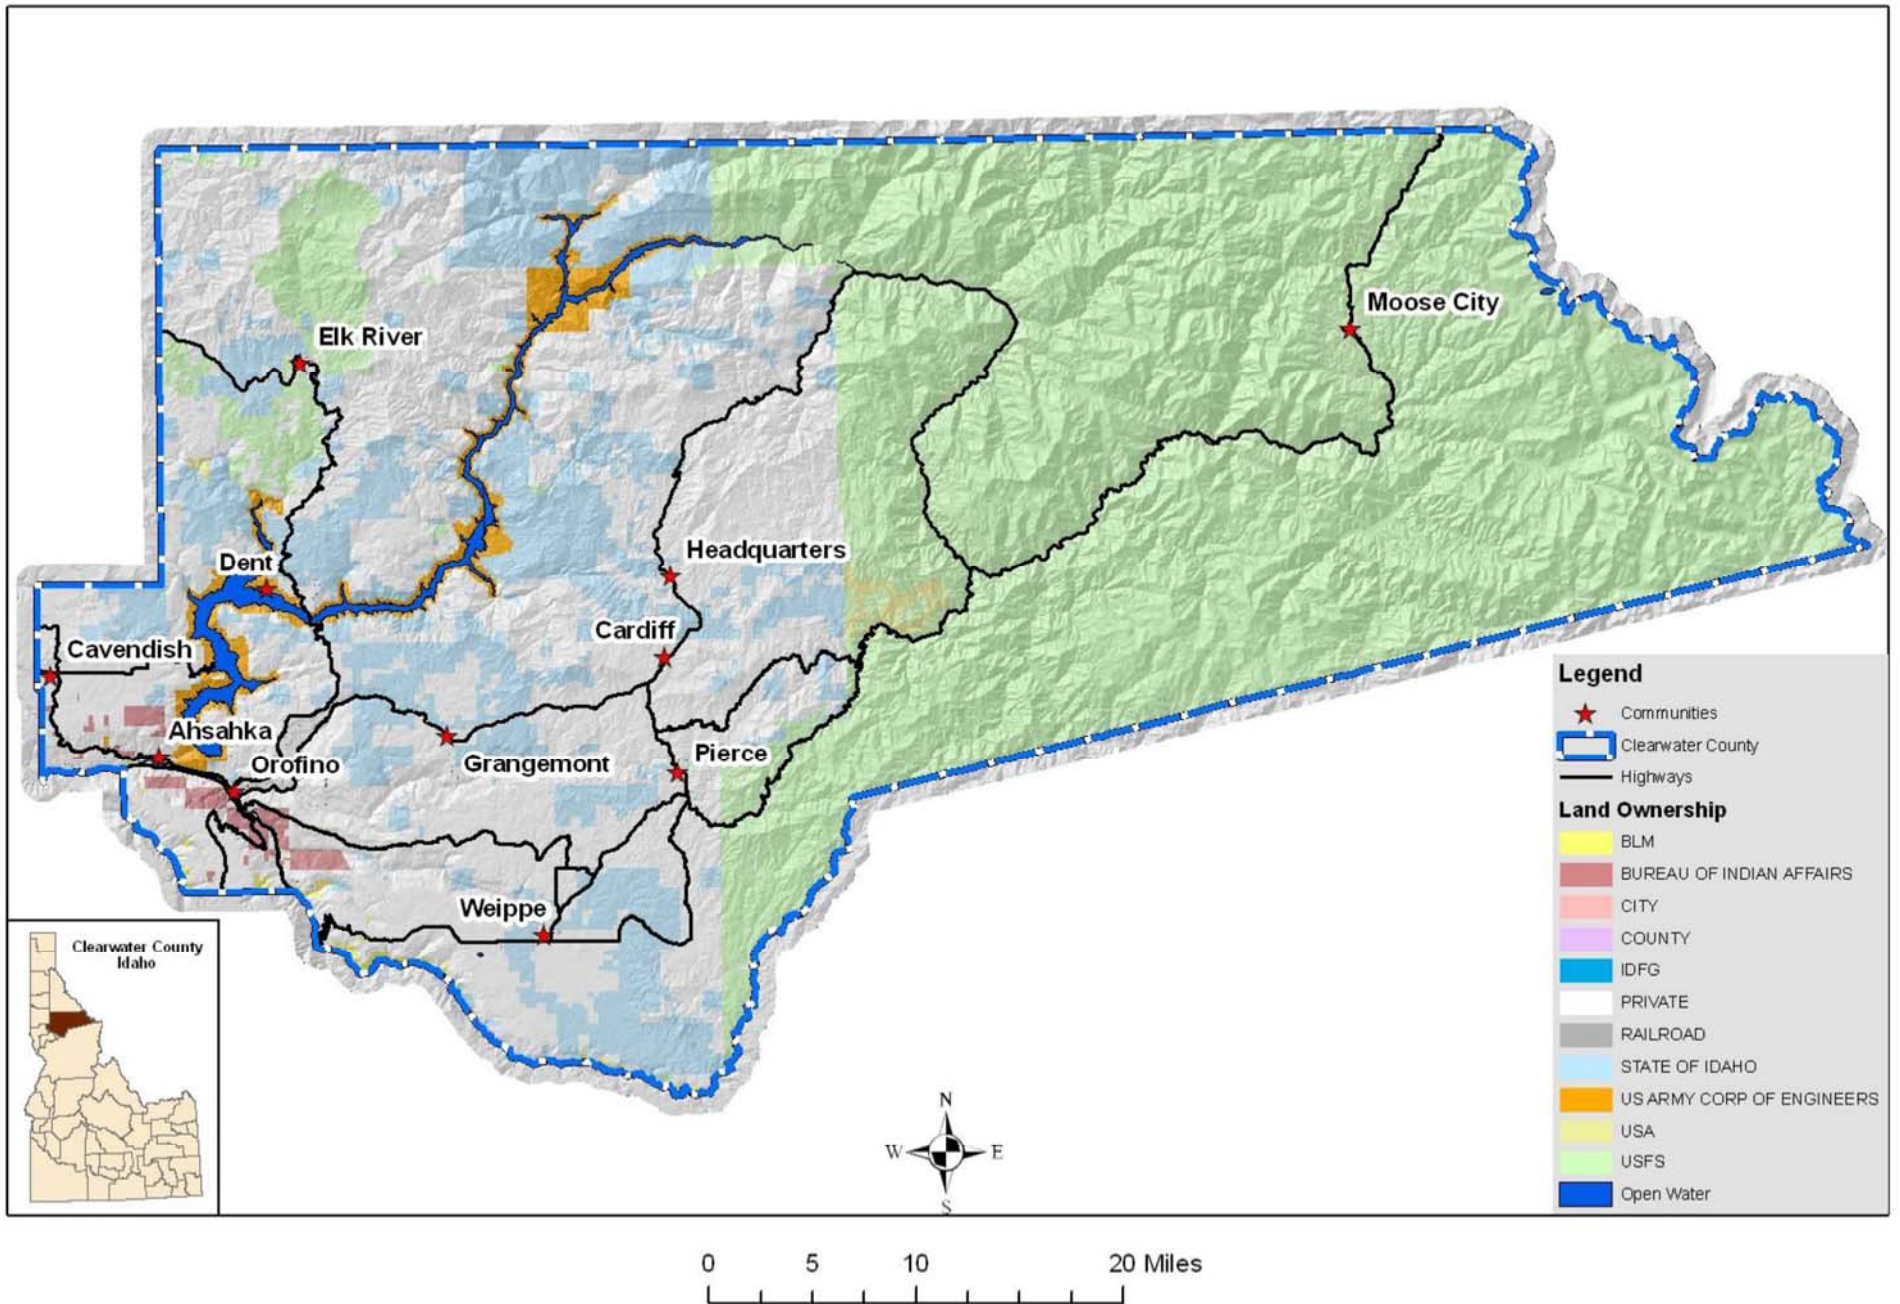 Moose City
Elk River
Headquarters
Dent
Cardiff
Cavendish
Ahsahka
Orofino
Grangemont
Pierce
Weippe
Clearwater County
Idaho
N
W
E
S
Legend
Communities
Clearwater County
Highways
Land Ownership
BLM
BUREAU OF INDIAN AFFAIRS
CITY
COUNTY
IDFG
PRIVATE
RAILROAD
STATE OF IDAHO
US ARMY CORP OF ENGINEERS
USA
USFS
Open Water
0 5 10 20 Miles